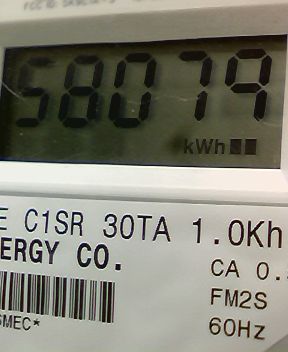 58079
kWh
E C1SR 30TA 1.0Kh
ERGY CO.
CA 0.
FM2S
60Hz
SMEC*